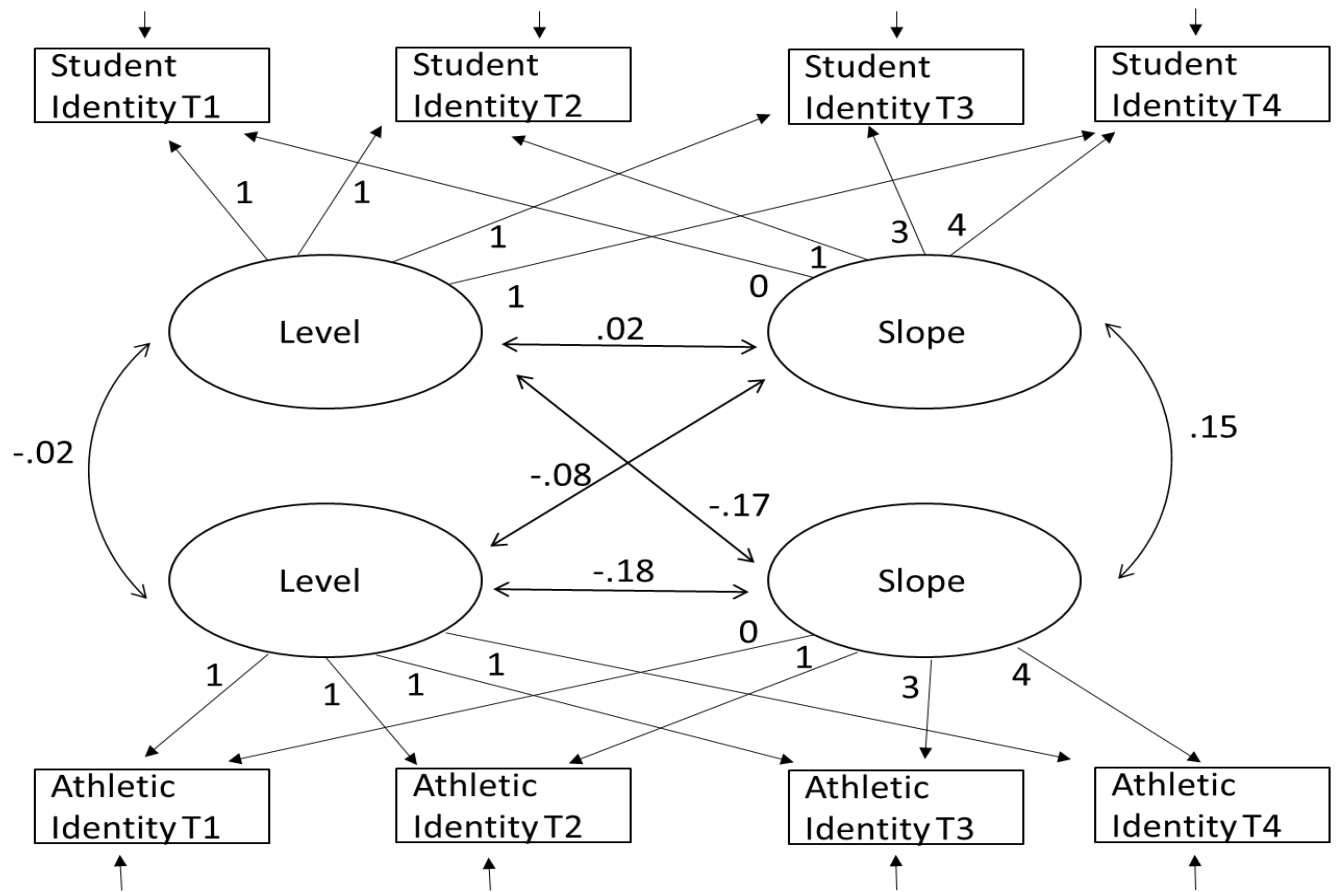 Student
Identity T1
Student
Identity T2
Student
Identity T3
Student
Identity T4
1
1
1
1
0
1
3
4
Level
.02
Slope
-.02
-.08
-.17
.15
Level
-.18
Slope
1
1
1
1
0
1
3
4
Athletic
Identity T1
Athletic
Identity T2
Athletic
Identity T3
Athletic
Identity T4